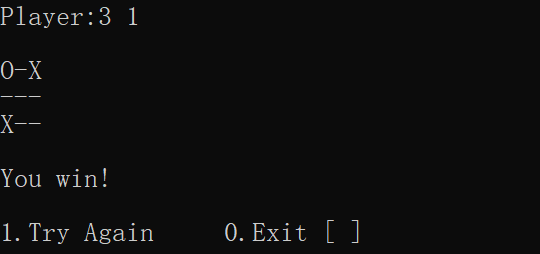 Player:3 1
O-X
---
X--
You win!
1.Try Again     0.Exit [ ]